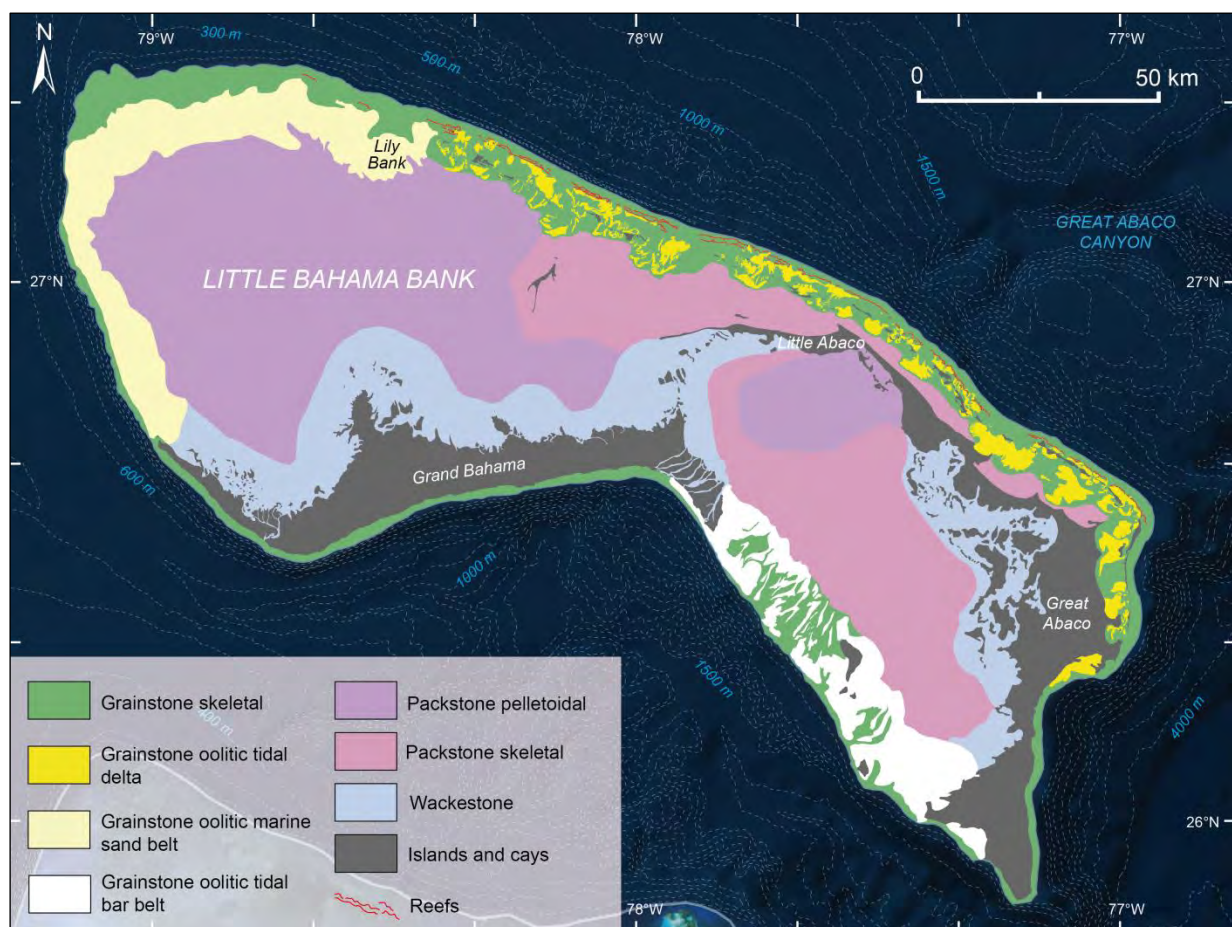 N
79°W
300 m
500 m
78°W
77°W
0
50 km
1000 m
1500 m
Lily
Bank
GREAT ABACO
CANYON
27°N
LITTLE BAHAMA BANK
27°N
Little Abaco
600 m
Grand Bahama
1000 m
Great
Abaco
1500 m
4000 m
400 m
26°N
Grainstone skeletal
Grainstone oolitic tidal
delta
Grainstone oolitic marine
sand belt
Grainstone oolitic tidal
bar belt
Packstone pelletoidal
Packstone skeletal
Wackestone
Islands and cays
Reefs
78°W
77°W